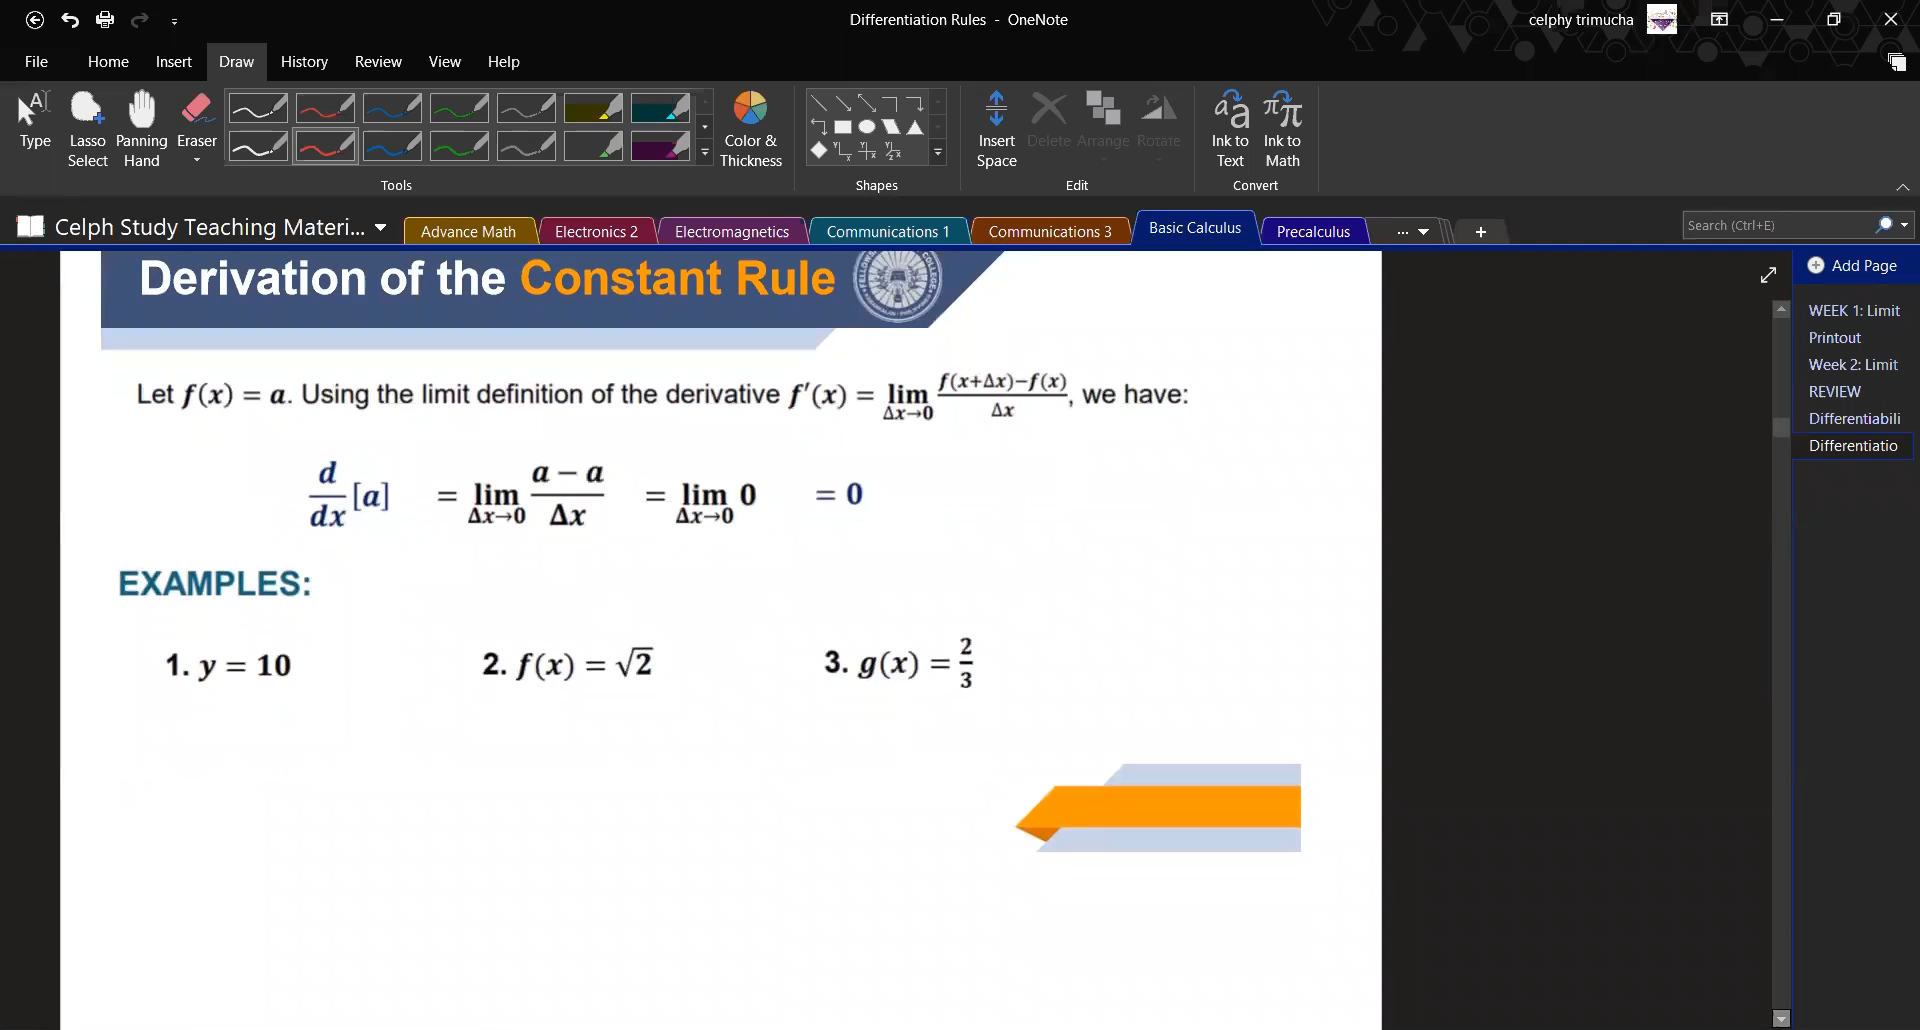 Differentiation Rules - OneNote
celphy trimucha
File Home Insert Draw History Review View Help
Type
Lasso Select
Panning Hand
Eraser
Color & Thickness
Insert Space
Delete
Arrange
Rotate
Ink to Text
Ink to Math
Tools
Shapes
Edit
Convert
Celph Study Teaching Materi...
Advance Math
Electronics 2
Electromagnetics
Communications 1
Communications 3
Basic Calculus
Precalculus
...
Search (Ctrl+E)
Add Page
WEEK 1: Limit
Printout
Week 2: Limit
REVIEW
Differentiabili
Differentiatio
Derivation of the Constant Rule
Let f(x) = a. Using the limit definition of the derivative f′(x) = lim Δx→0 f(x+Δx)−f(x) / Δx, we have:
d/dx [a] = lim Δx→0 a − a / Δx = lim Δx→0 0 = 0
EXAMPLES:
1. y = 10 2. f(x) = √2 3. g(x) = 2/3